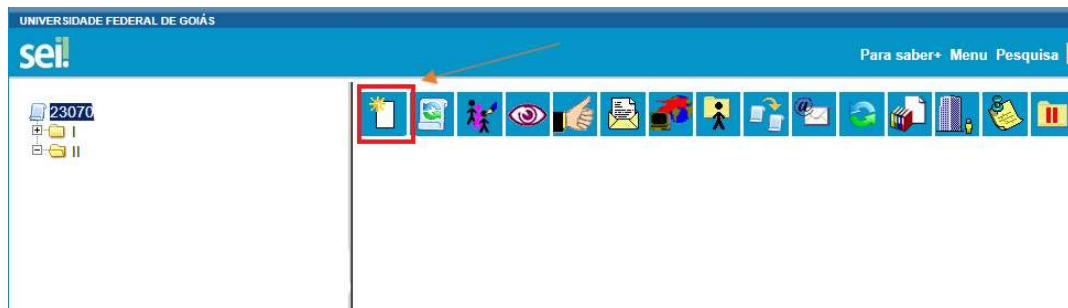 UNIVERSIDADE FEDERAL DE GOIÁS
sei!
Para saber+ Menu Pesquisa
23070
I
II